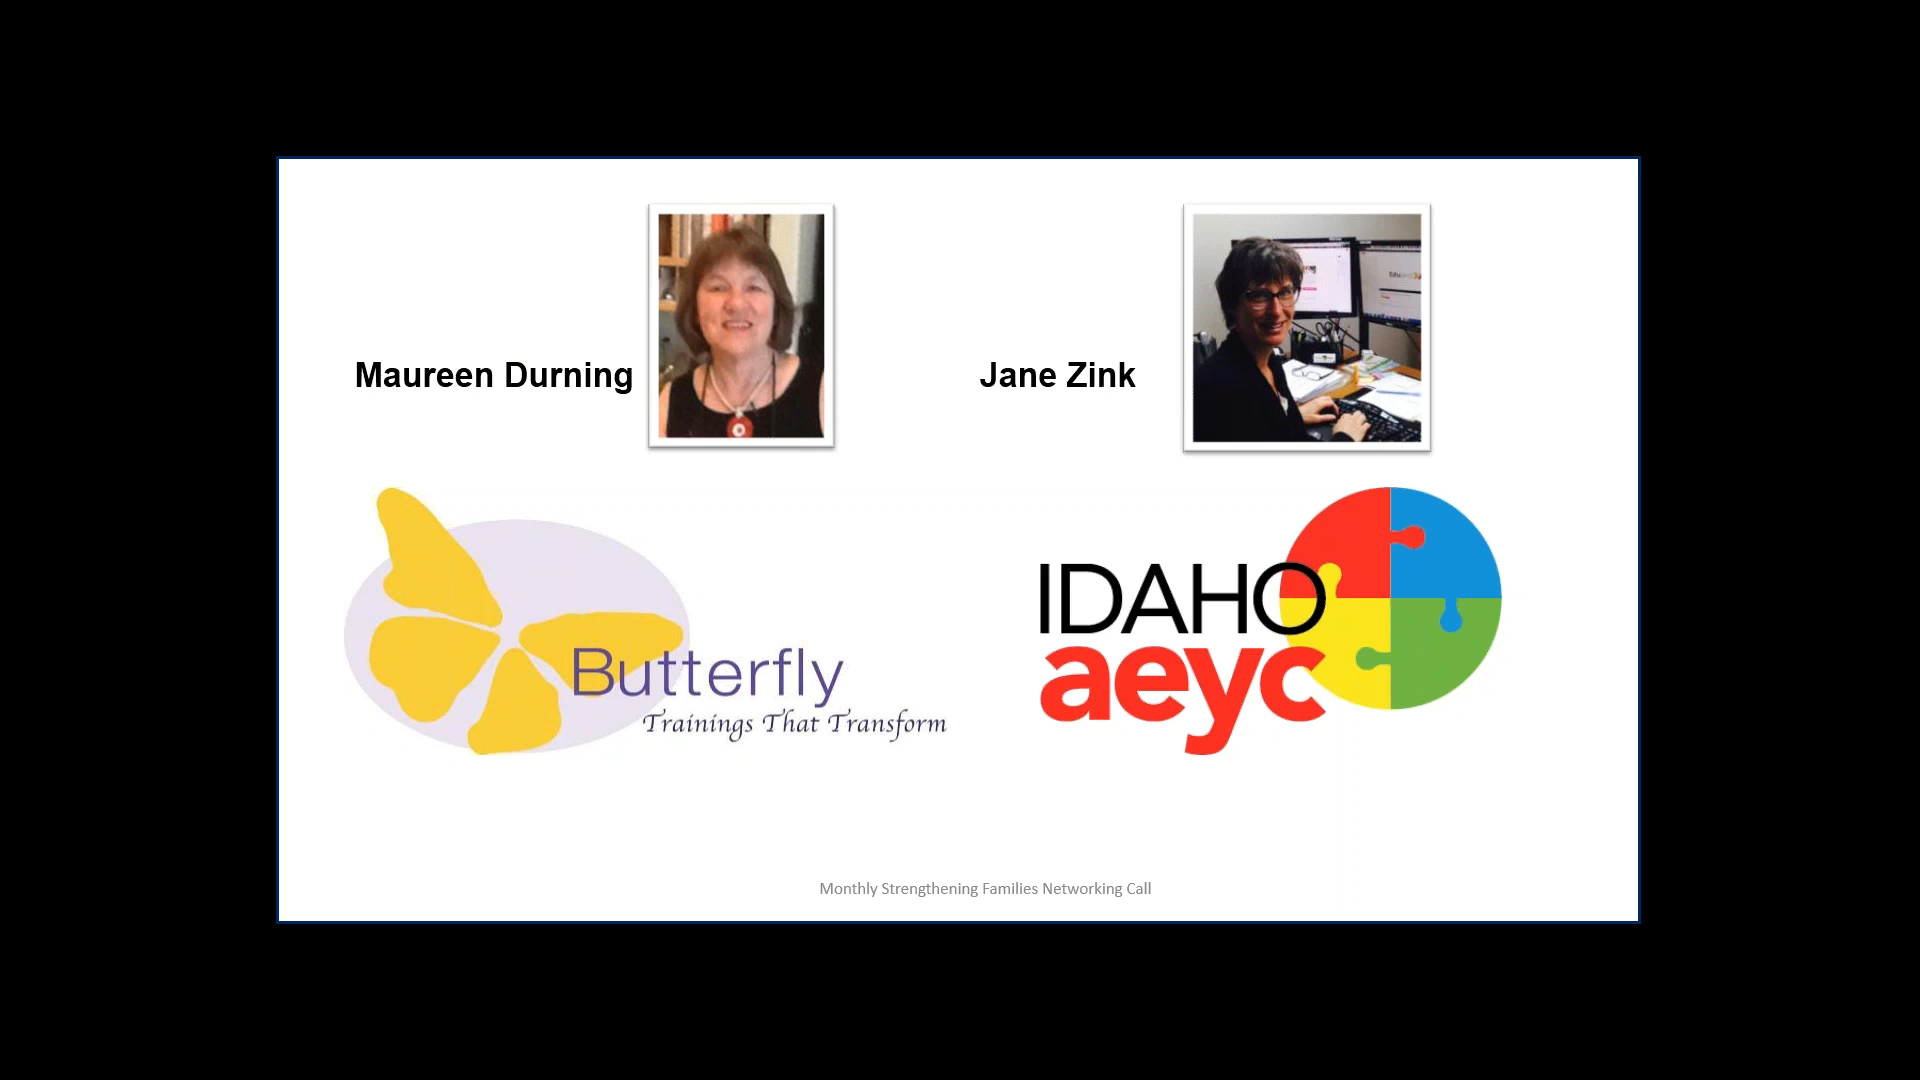 Maureen Durning
Jane Zink
Butterfly
Trainings That Transform
IDAHO
aeyc
Monthly Strengthening Families Networking Call